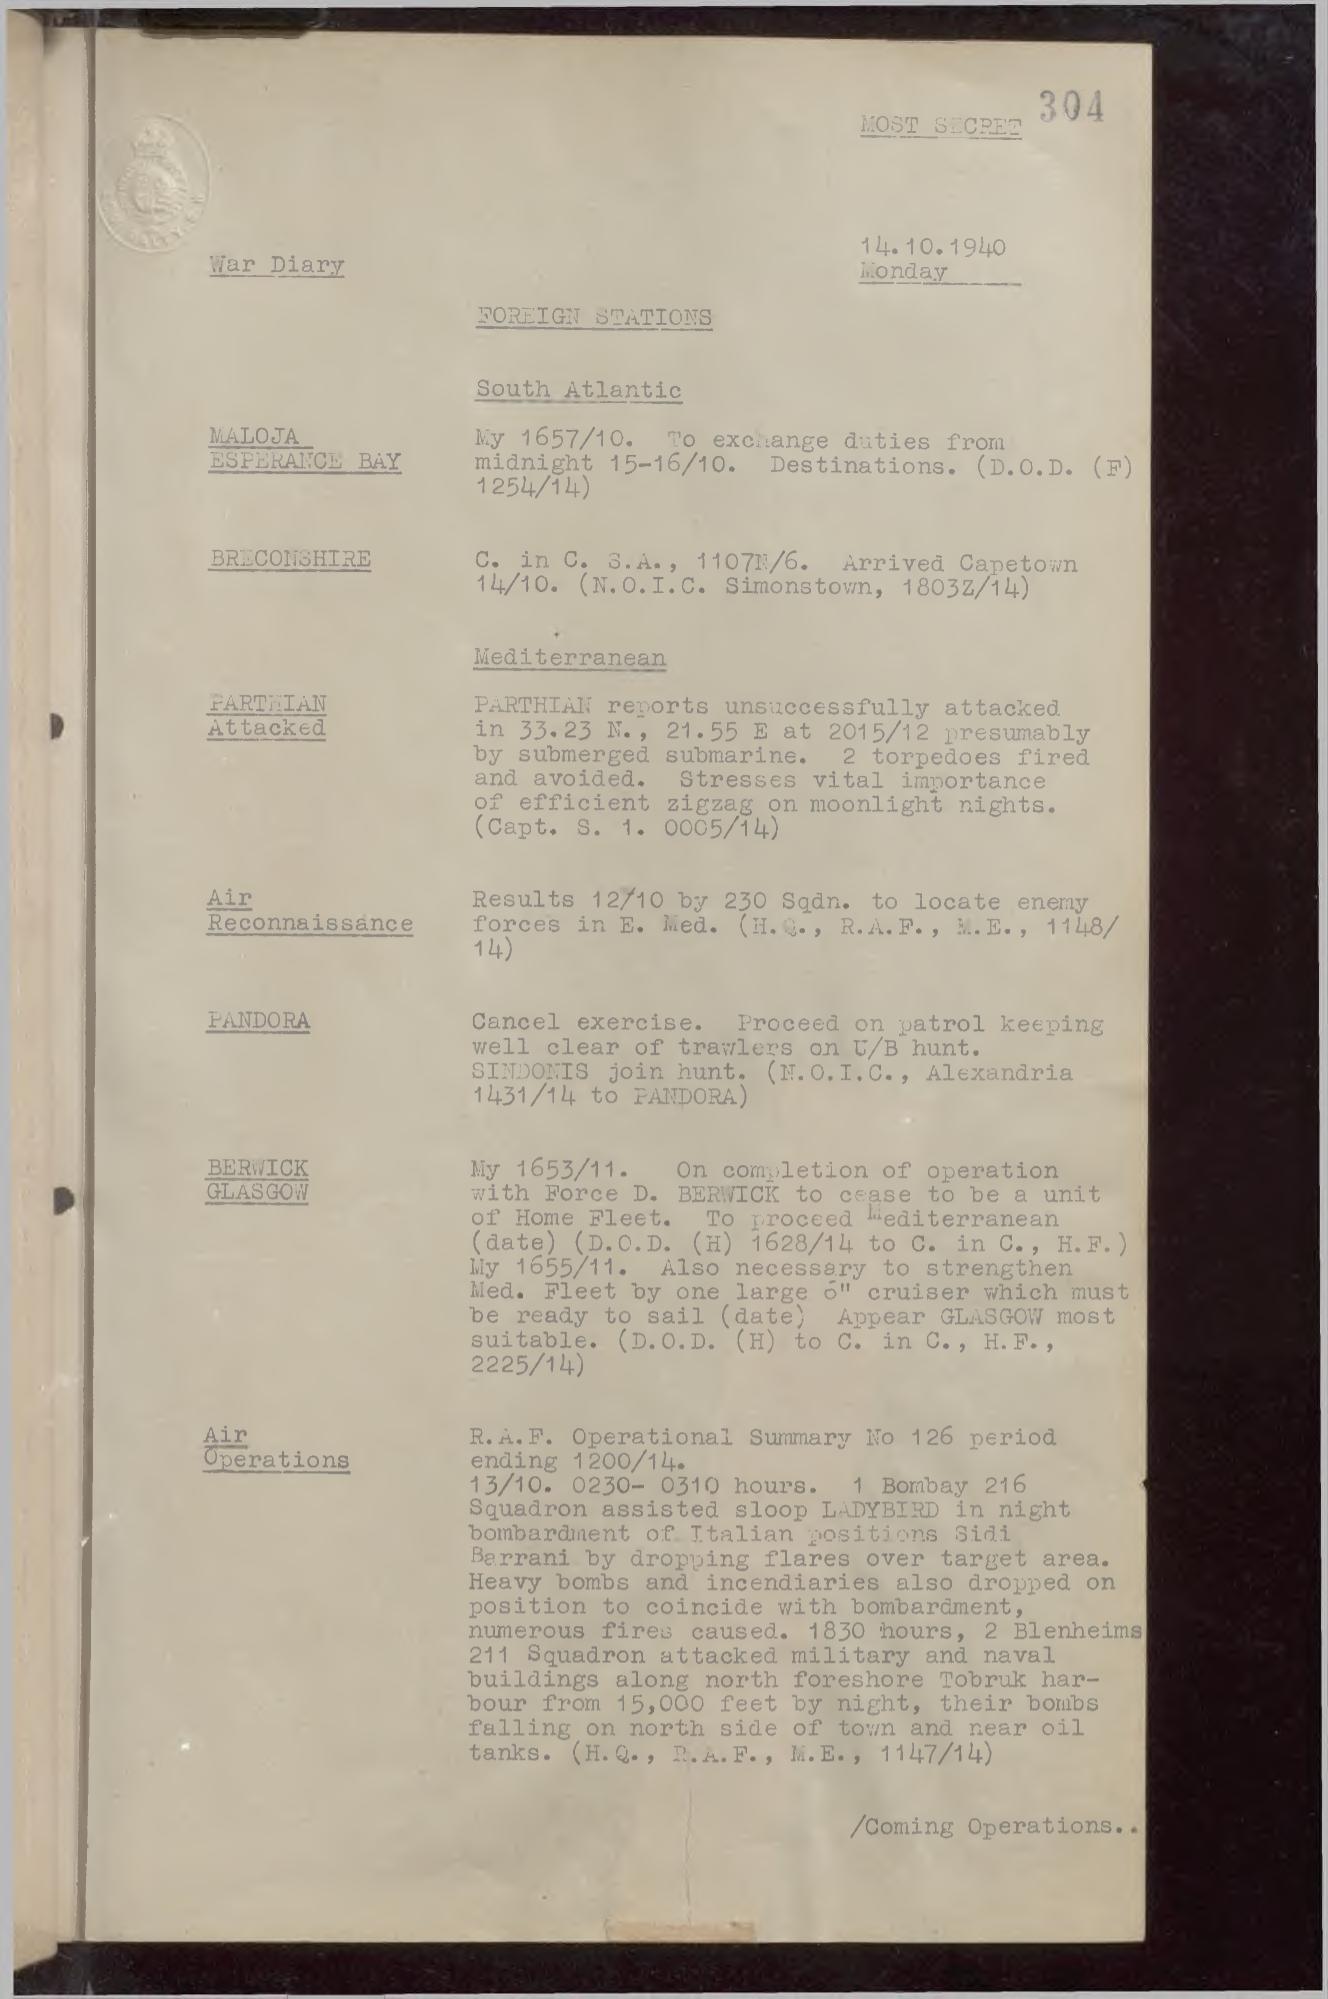 304
MOST SECRET
14.10.1940
War Diary
Monday
FOREIGN STATIONS
South Atlantic
MALOJA
ESPERANCE BAY
My 1657/10. To exchange duties from
midnight 15-16/10. Destinations. (D.O.D. (F)
1254/14)
BRECONSHIRE
C. in C. S.A., 1107N/6. Arrived Capetown
14/10. (N.O.I.C. Simonstown, 1803Z/14)
Mediterranean
PARTHIAN
Attacked
PARTHIAN reports unsuccessfully attacked
in 33.23 N., 21.55 E at 2015/12 presumably
by submerged submarine. 2 torpedoes fired
and avoided. Stresses vital importance
of efficient zigzag on moonlight nights.
(Capt. S. 1. 0005/14)
Air
Reconnaissance
Results 12/10 by 230 Sqdn. to locate enemy
forces in E. Med. (H.Q., R.A.F., M.E., 1148/
14)
PANDORA
Cancel exercise. Proceed on patrol keeping
well clear of trawlers on U/B hunt.
SINDONIS join hunt. (N.O.I.C., Alexandria
1431/14 to PANDORA)
BERWICK
GLASGOW
My 1653/11. On completion of operation
with Force D. BERWICK to cease to be a unit
of Home Fleet. To proceed Mediterranean
(date) (D.O.D. (H) 1628/14 to C. in C., H.F.)
My 1655/11. Also necessary to strengthen
Med. Fleet by one large 6" cruiser which must
be ready to sail (date) Appear GLASGOW most
suitable. (D.O.D. (H) to C. in C., H.F.,
2225/14)
Air
Operations
R.A.F. Operational Summary No 126 period
ending 1200/14.
13/10. 0230- 0310 hours. 1 Bombay 216
Squadron assisted sloop LADYBIRD in night
bombardment of Italian positions Sidi
Barrani by dropping flares over target area.
Heavy bombs and incendiaries also dropped on
position to coincide with bombardment,
numerous fires caused. 1830 hours, 2 Blenheims
211 Squadron attacked military and naval
buildings along north foreshore Tobruk har-
bour from 15,000 feet by night, their bombs
falling on north side of town and near oil
tanks. (H.Q., R.A.F., M.E., 1147/14)
/Coming Operations..